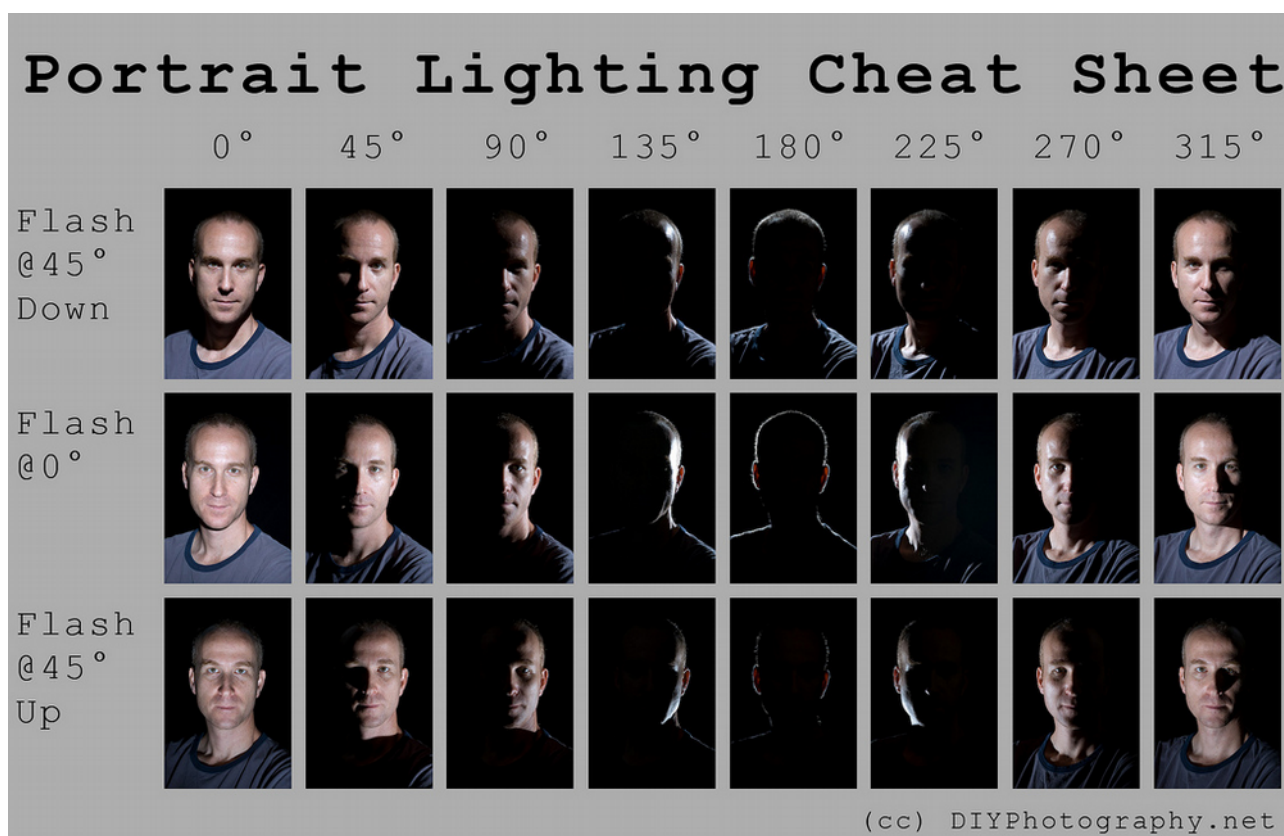 Portrait Lighting Cheat Sheet
0° 45° 90° 135° 180° 225° 270° 315°
Flash
@45°
Down
Flash
@0°
Flash
@45°
Up
(cc) DIYPhotography.net